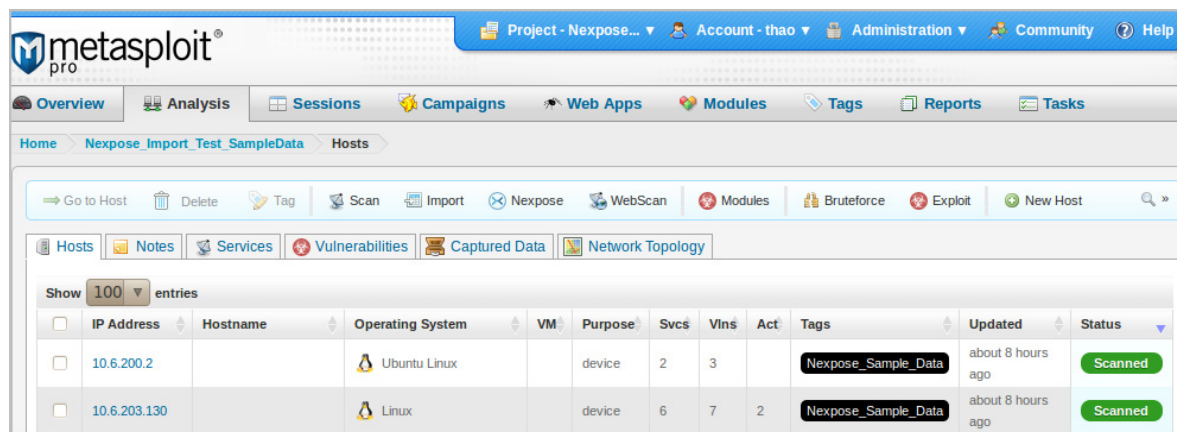 metasploit®
pro
Project - Nexpose... ▼ Account - thao ▼ Administration ▼ Community ? Help
Overview Analysis Sessions Campaigns Web Apps Modules Tags Reports Tasks
Home Nexpose_Import_Test_SampleData Hosts
Go to Host Delete Tag Scan Import Nexpose WebScan Modules Bruteforce Exploit New Host »
Hosts Notes Services Vulnerabilities Captured Data Network Topology
Show 100 ▼ entries
IP Address Hostname Operating System VM Purpose Svcs Vlns Act Tags Updated Status
10.6.200.2 Ubuntu Linux device 2 3 Nexpose_Sample_Data about 8 hours ago Scanned
10.6.203.130 Linux device 6 7 2 Nexpose_Sample_Data about 8 hours ago Scanned